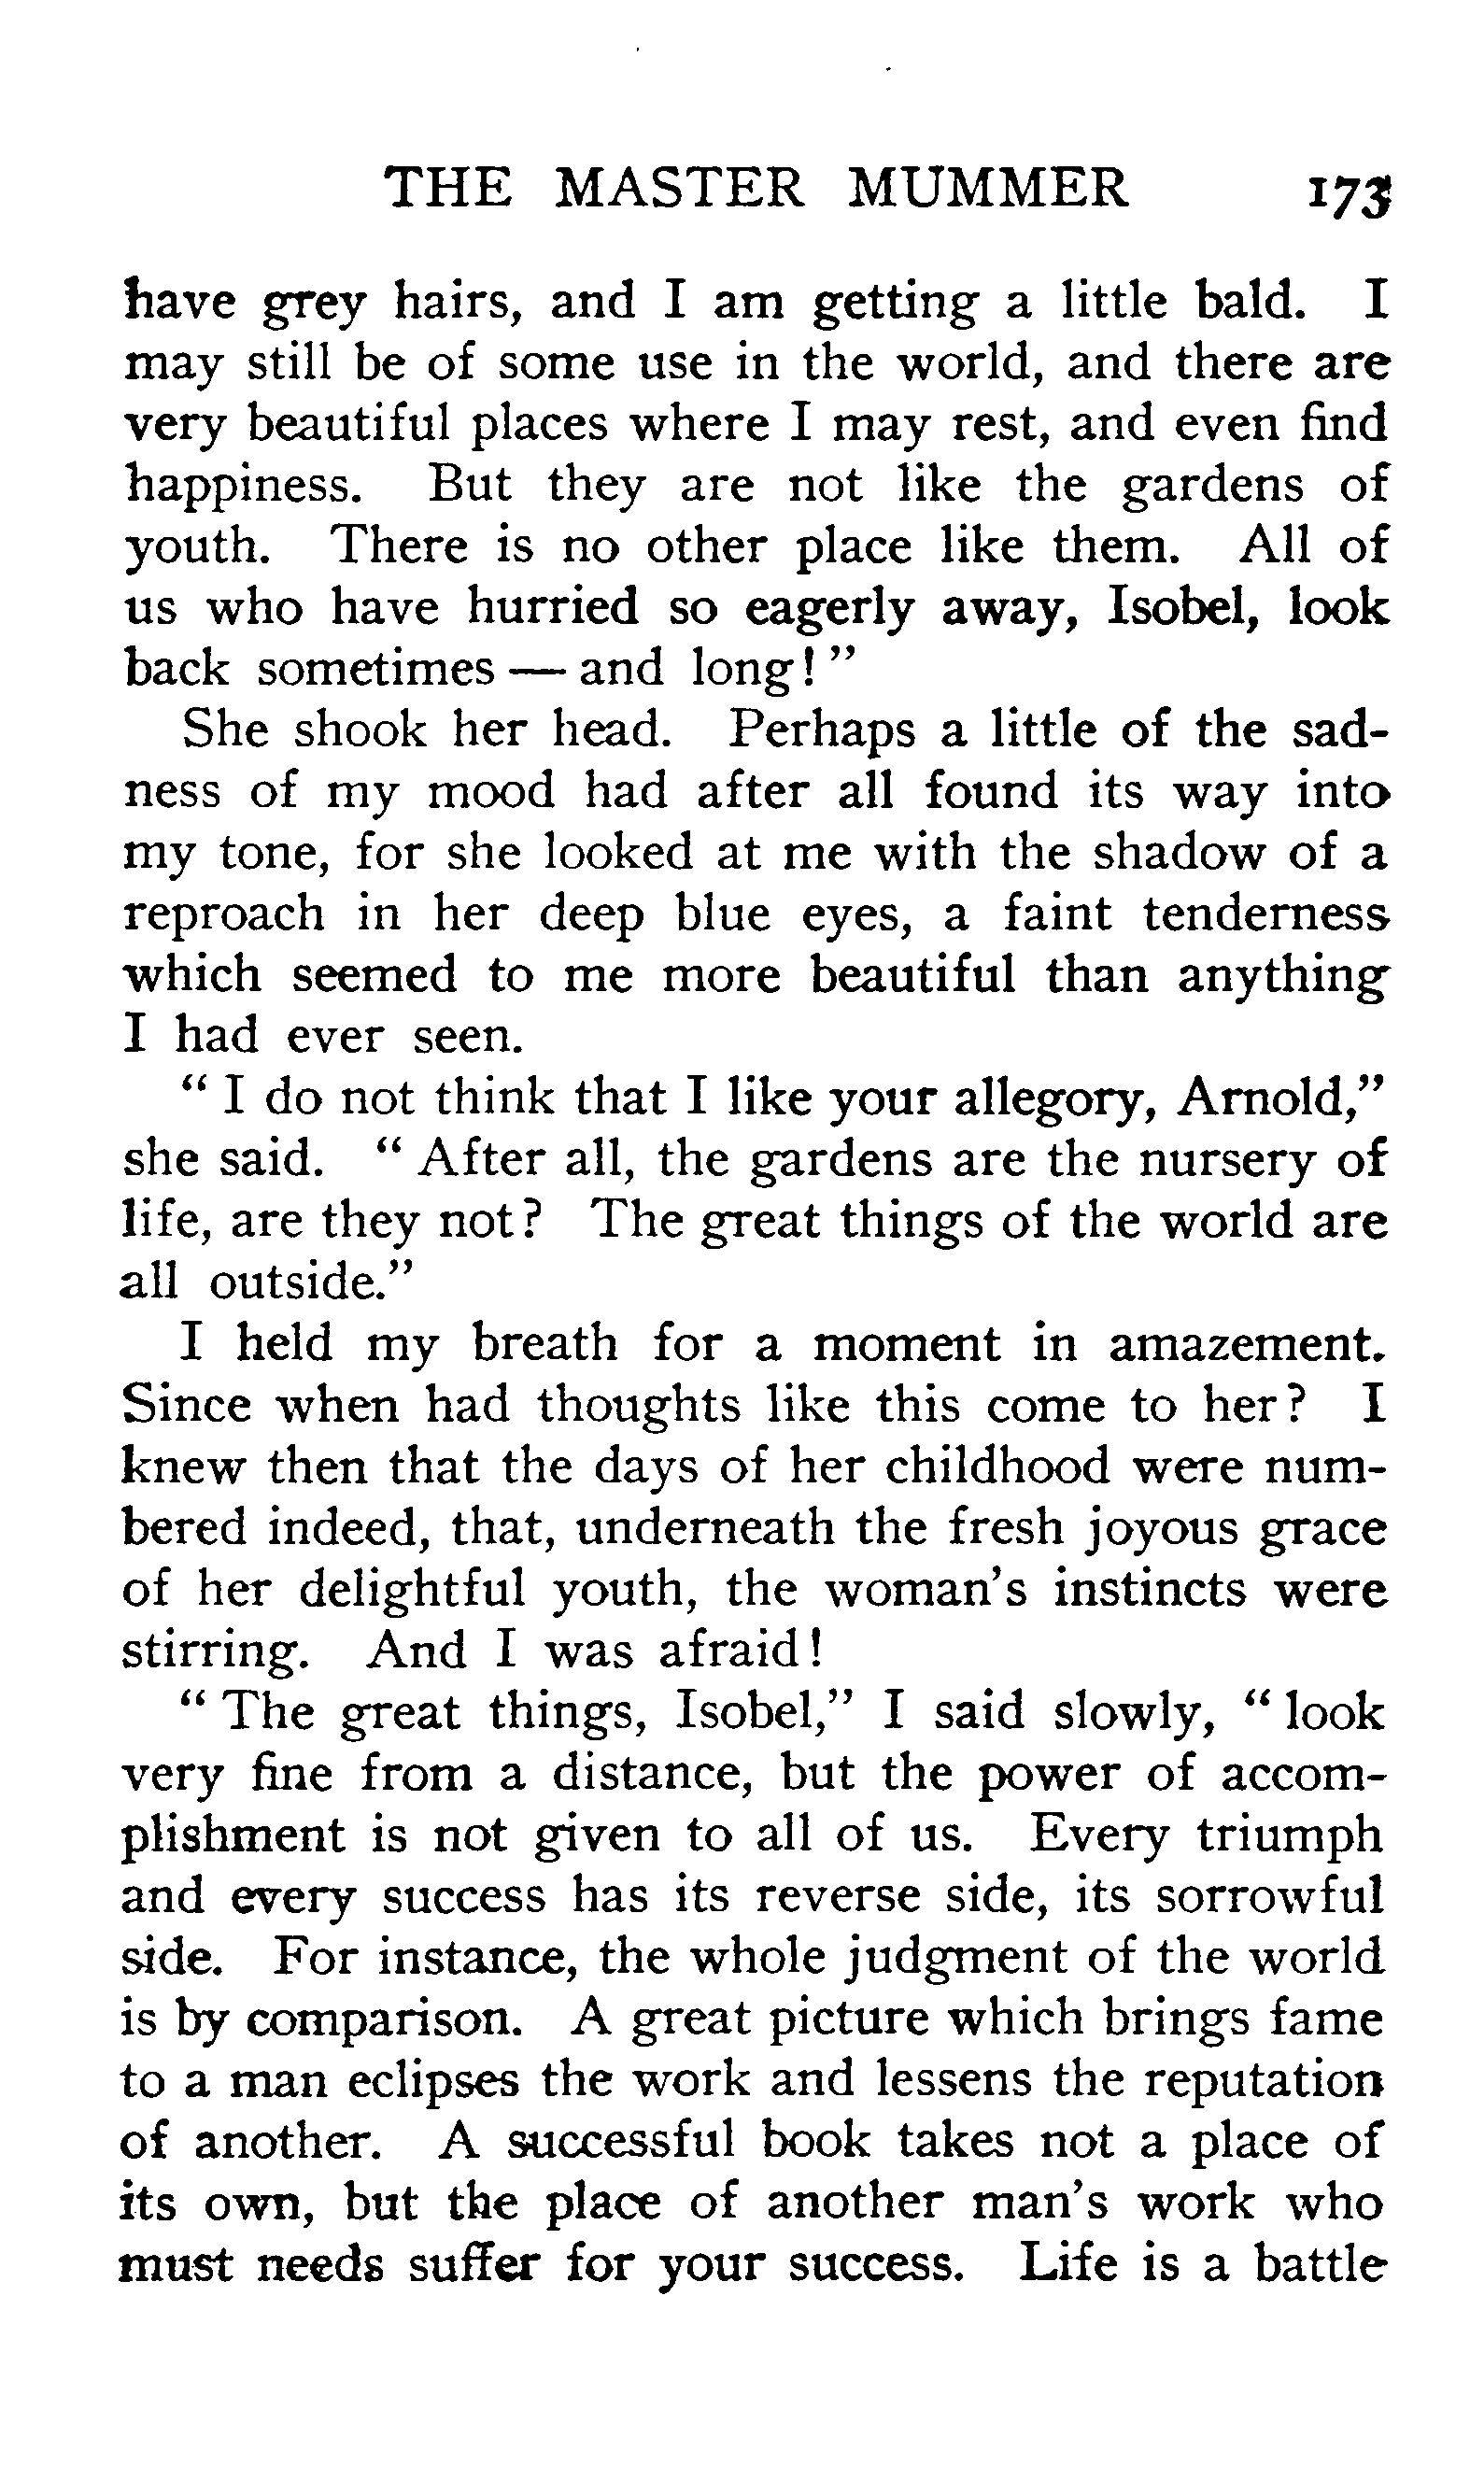 THE MASTER MUMMER 173
have grey hairs, and I am getting a little bald. I
may still be of some use in the world, and there are
very beautiful places where I may rest, and even find
happiness. But they are not like the gardens of
youth. There is no other place like them. All of
us who have hurried so eagerly away, Isobel, look
back sometimes — and long! ”
She shook her head. Perhaps a little of the sad-
ness of my mood had after all found its way into
my tone, for she looked at me with the shadow of a
reproach in her deep blue eyes, a faint tenderness
which seemed to me more beautiful than anything
I had ever seen.
“ I do not think that I like your allegory, Arnold,”
she said. “ After all, the gardens are the nursery of
life, are they not? The great things of the world are
all outside.”
I held my breath for a moment in amazement.
Since when had thoughts like this come to her? I
knew then that the days of her childhood were num-
bered indeed, that, underneath the fresh joyous grace
of her delightful youth, the woman's instincts were
stirring. And I was afraid!
“ The great things, Isobel,” I said slowly, “ look
very fine from a distance, but the power of accom-
plishment is not given to all of us. Every triumph
and every success has its reverse side, its sorrowful
side. For instance, the whole judgment of the world
is by comparison. A great picture which brings fame
to a man eclipses the work and lessens the reputation
of another. A successful book takes not a place of
its own, but the place of another man's work who
must needs suffer for your success. Life is a battle